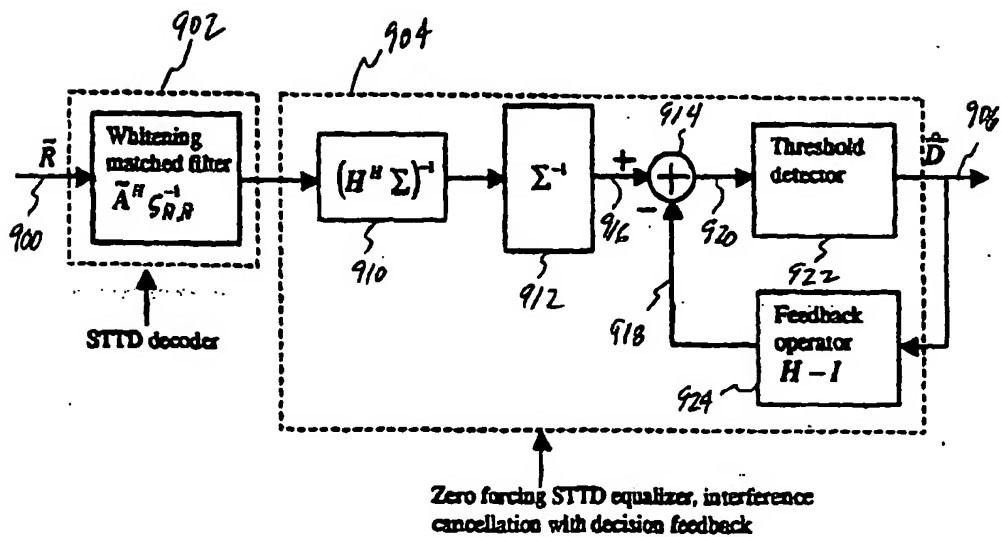 902
904
R̃
Whitening
matched filter
Ã^H ς^{-1}_{Ñ,Ñ}
(H^H Σ)^{-1}
Σ^{-1}
914
+
−
Threshold
detector
D̂
906
900
910
912
916
920
922
918
STTD decoder
Feedback
operator
H − I
924
Zero forcing STTD equalizer, interference
cancellation with decision feedback